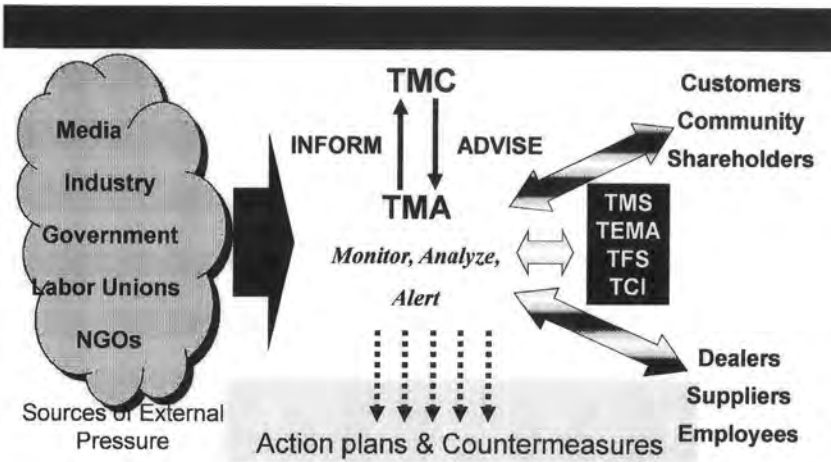 Media
Industry
Government
Labor Unions
NGOs
Sources of External
Pressure
TMC
INFORM
ADVISE
TMA
Monitor, Analyze,
Alert
Action plans & Countermeasures
Customers
Community
Shareholders
TMS
TEMA
TFS
TCI
Dealers
Suppliers
Employees